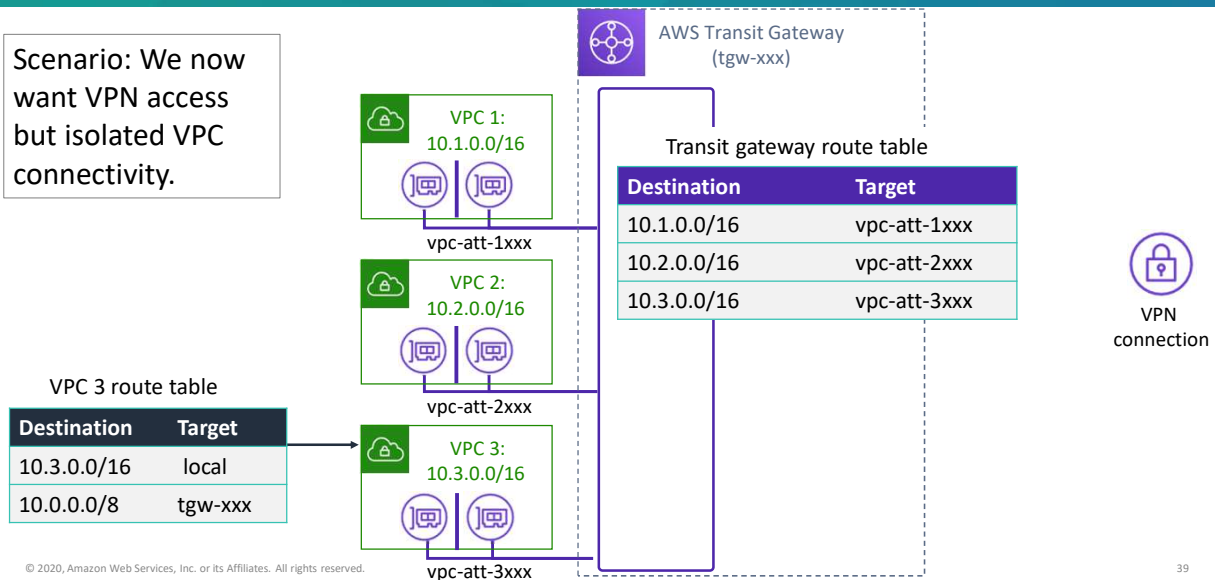 Scenario: We now
want VPN access
but isolated VPC
connectivity.
AWS Transit Gateway
(tgw-xxx)
VPC 1:
10.1.0.0/16
vpc-att-1xxx
VPC 2:
10.2.0.0/16
vpc-att-2xxx
VPC 3:
10.3.0.0/16
vpc-att-3xxx
Transit gateway route table
Destination Target
10.1.0.0/16 vpc-att-1xxx
10.2.0.0/16 vpc-att-2xxx
10.3.0.0/16 vpc-att-3xxx
VPN
connection
VPC 3 route table
Destination Target
10.3.0.0/16 local
10.0.0.0/8 tgw-xxx
© 2020, Amazon Web Services, Inc. or its Affiliates. All rights reserved.
39